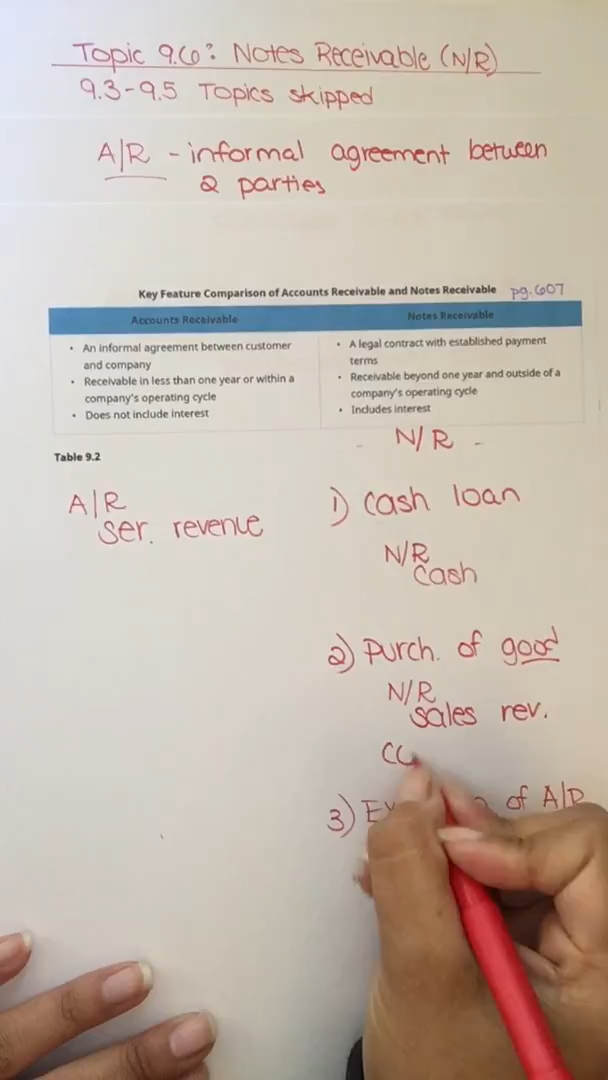 Topic 9.6: Notes Receivable (N/R)
9.3-9.5 Topics skipped
A/R - informal agreement between
2 parties
Key Feature Comparison of Accounts Receivable and Notes Receivable pg.607
Accounts Receivable
• An informal agreement between customer
and company
• Receivable in less than one year or within a
company's operating cycle
• Does not include interest
Notes Receivable
• A legal contract with established payment
terms
• Receivable beyond one year and outside of a
company's operating cycle
• Includes interest
Table 9.2
A/R
Ser. revenue
- N/R -
1) cash loan
N/R
cash
2) Purch. of good
N/R
sales rev.
3) of A/R